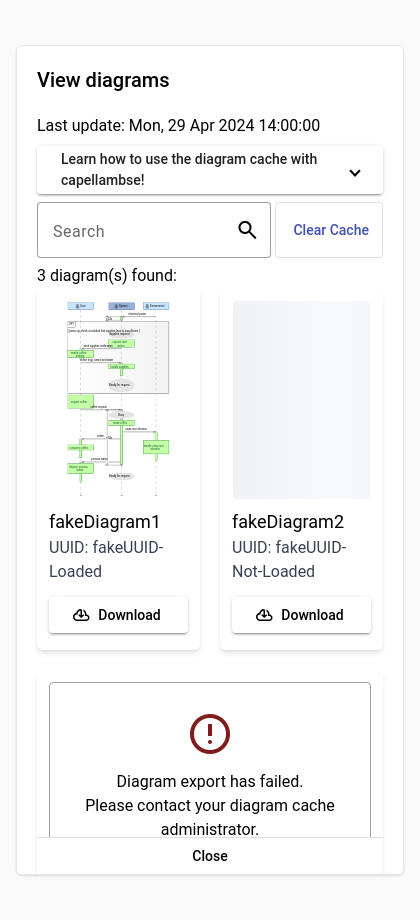 View diagrams
Last update: Mon, 29 Apr 2024 14:00:00
Learn how to use the diagram cache with
capellambse!
Search
Clear Cache
3 diagram(s) found:
fakeDiagram1
UUID: fakeUUID-
Loaded
Download
fakeDiagram2
UUID: fakeUUID-
Not-Loaded
Download
Diagram export has failed.
Please contact your diagram cache
administrator.
Close